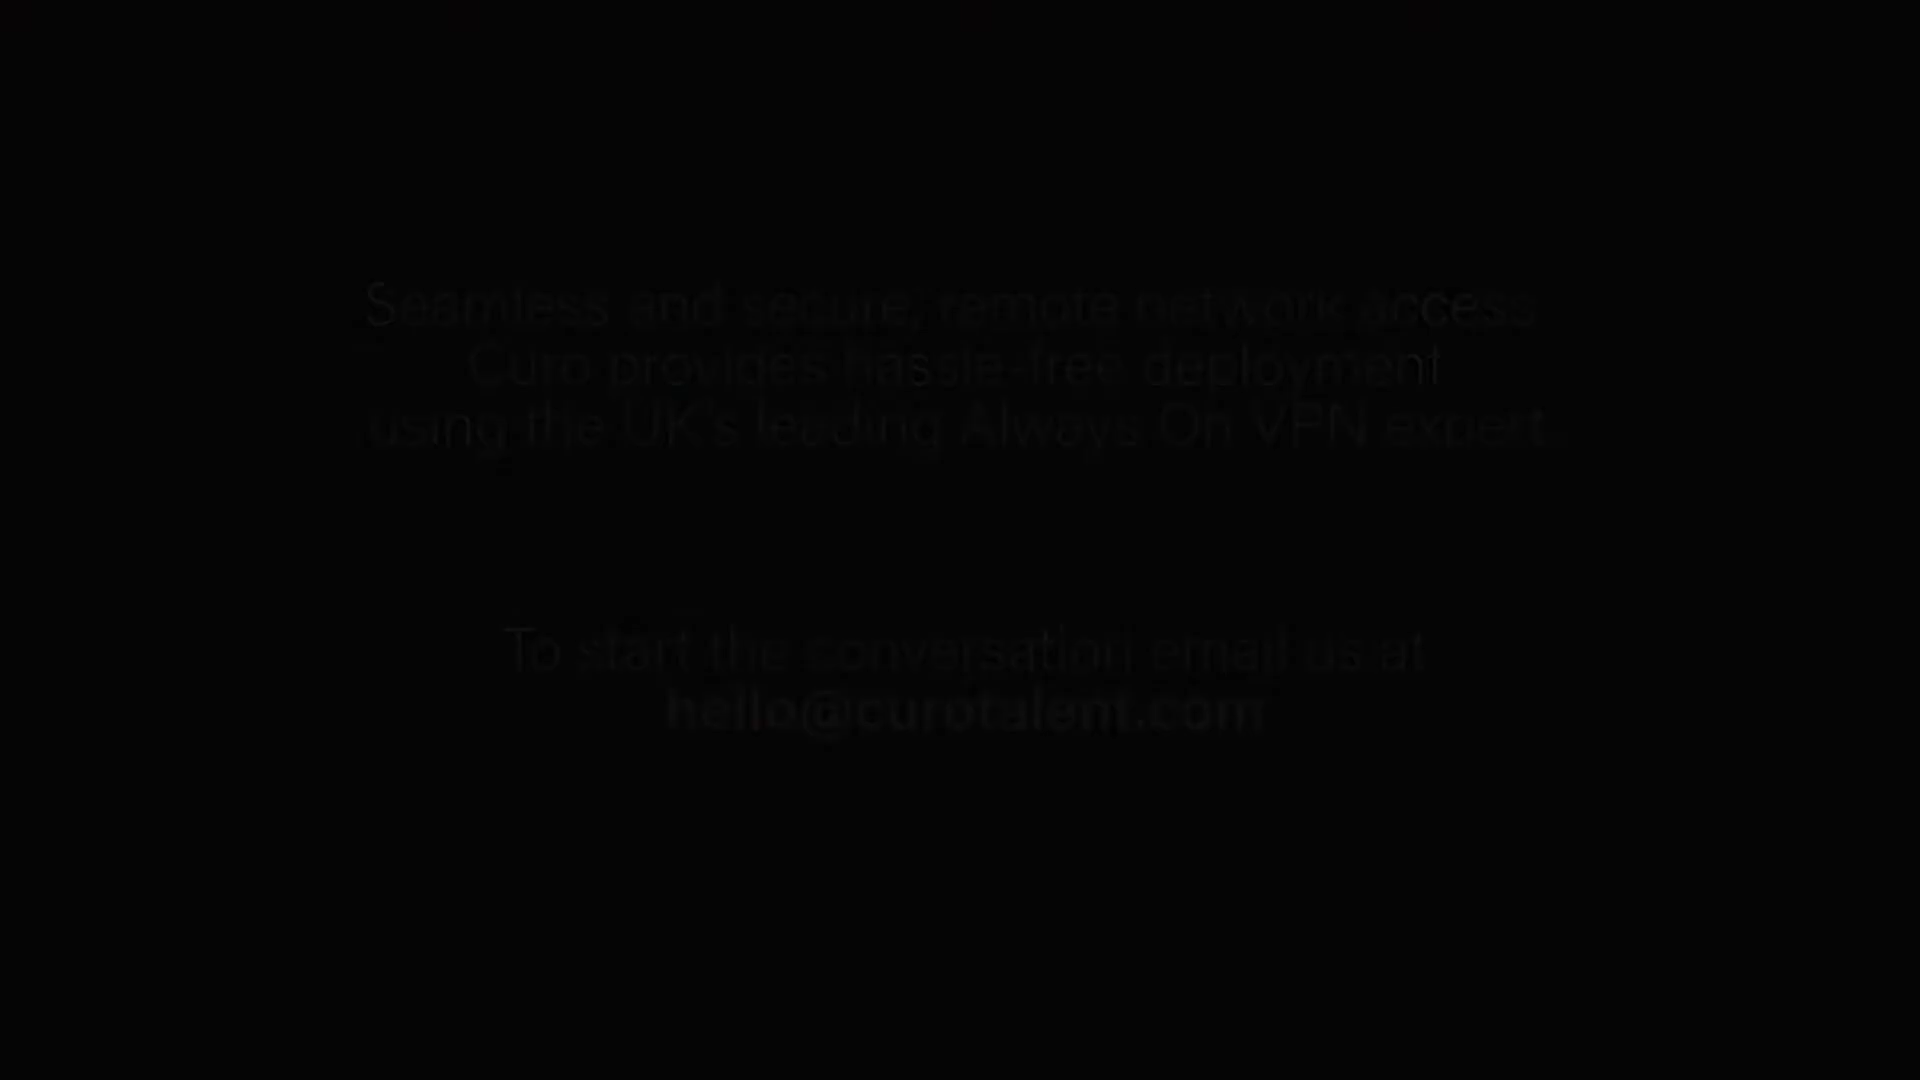 Seamless and secure, remote network access
Curo provides hassle-free deployment
using the UK's leading Always On VPN expert
To start the conversation email us at
hello@curotalent.com